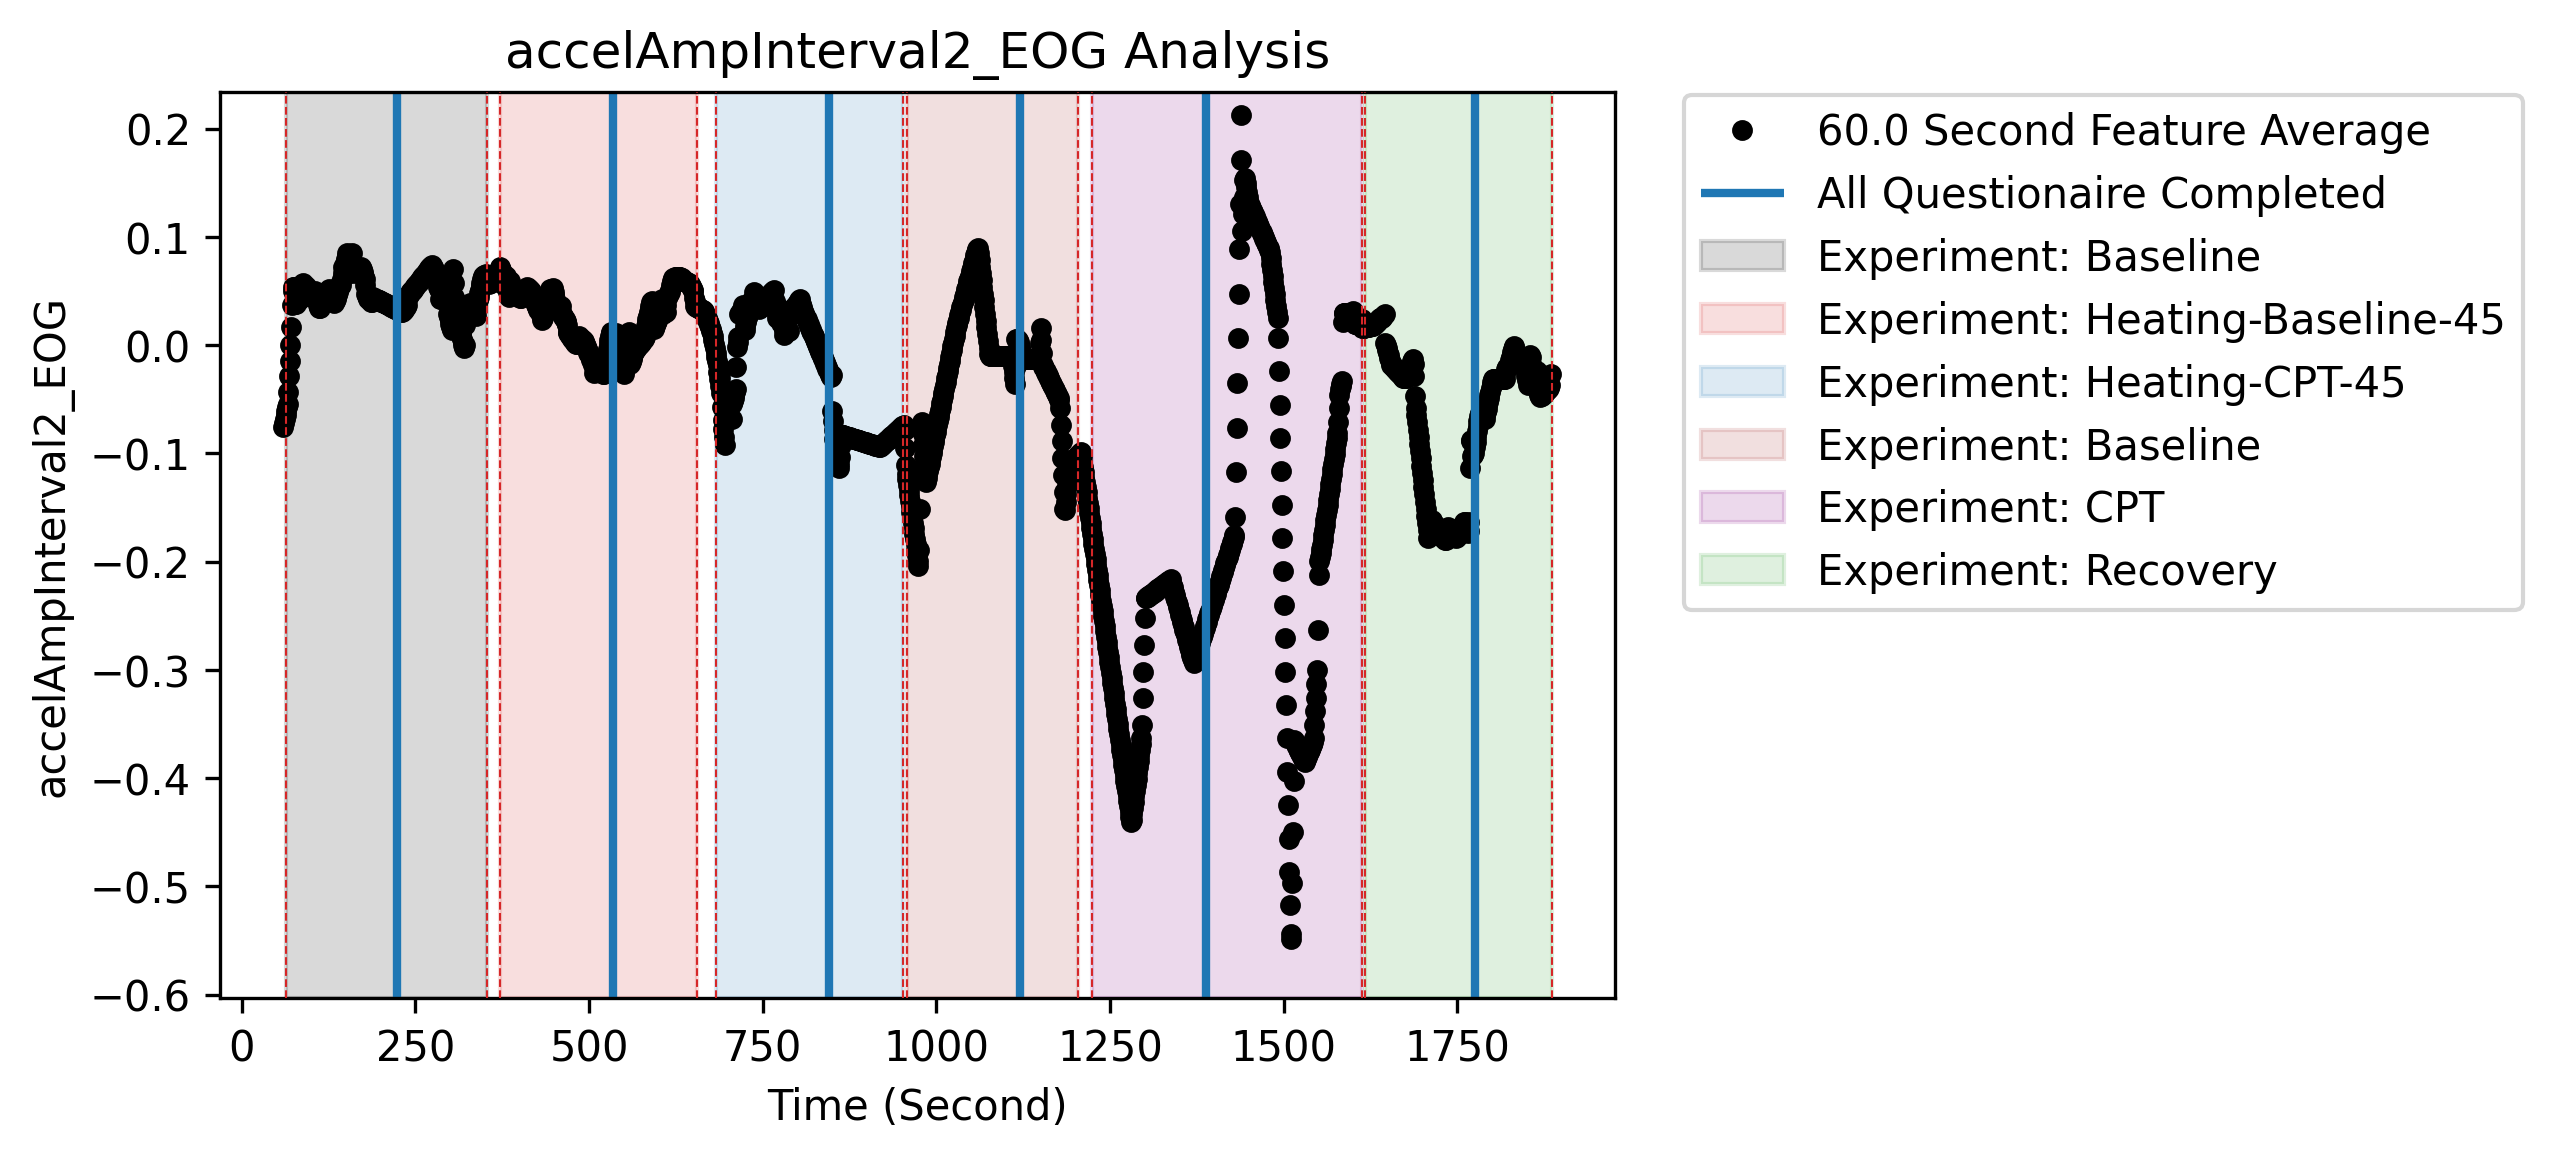 accelAmpInterval2_EOG Analysis
accelAmpInterval2_EOG
0.2
0.1
0.0
−0.1
−0.2
−0.3
−0.4
−0.5
−0.6
0 250 500 750 1000 1250 1500 1750
Time (Second)
60.0 Second Feature Average
All Questionaire Completed
Experiment: Baseline
Experiment: Heating-Baseline-45
Experiment: Heating-CPT-45
Experiment: Baseline
Experiment: CPT
Experiment: Recovery